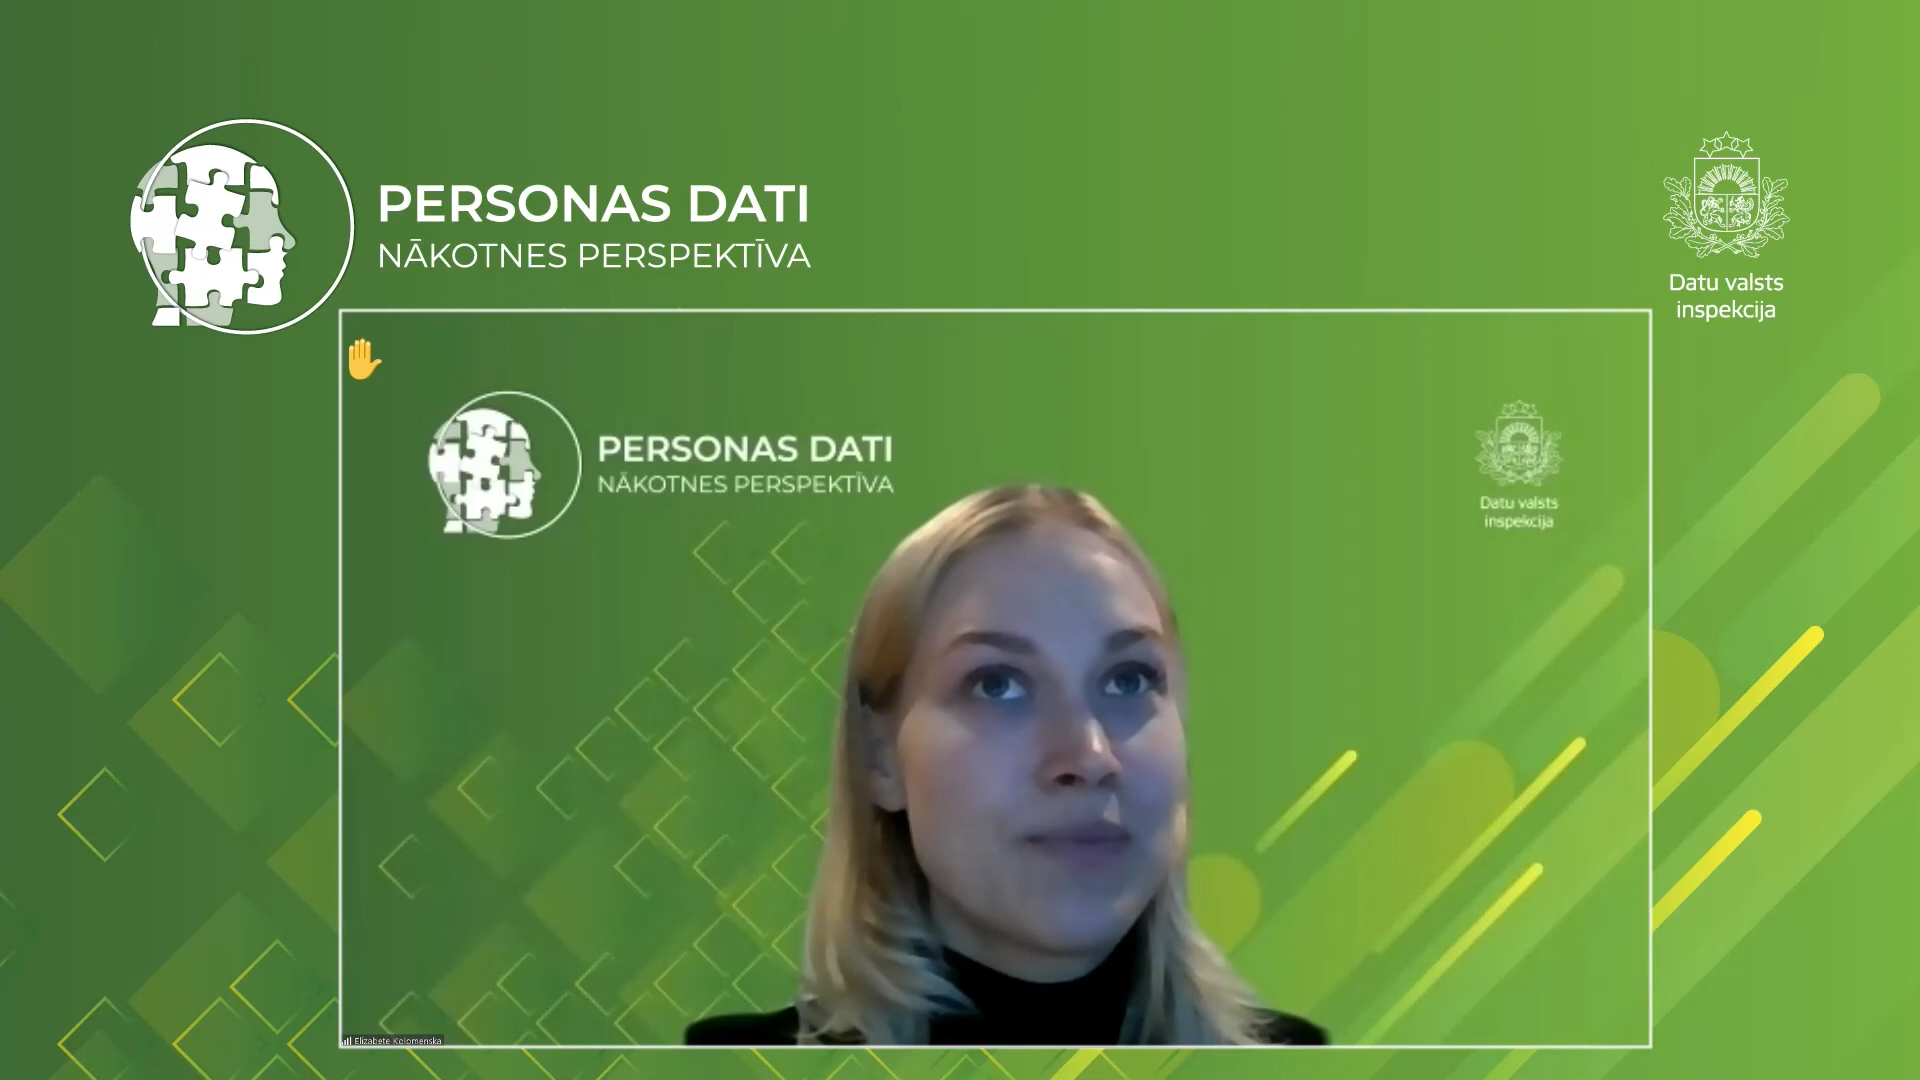 PERSONAS DATI
NĀKOTNES PERSPEKTĪVA
Datu valsts
inspekcija
PERSONAS DATI
NĀKOTNES PERSPEKTĪVA
Datu valsts
inspekcija
Elizabete Kolomenska